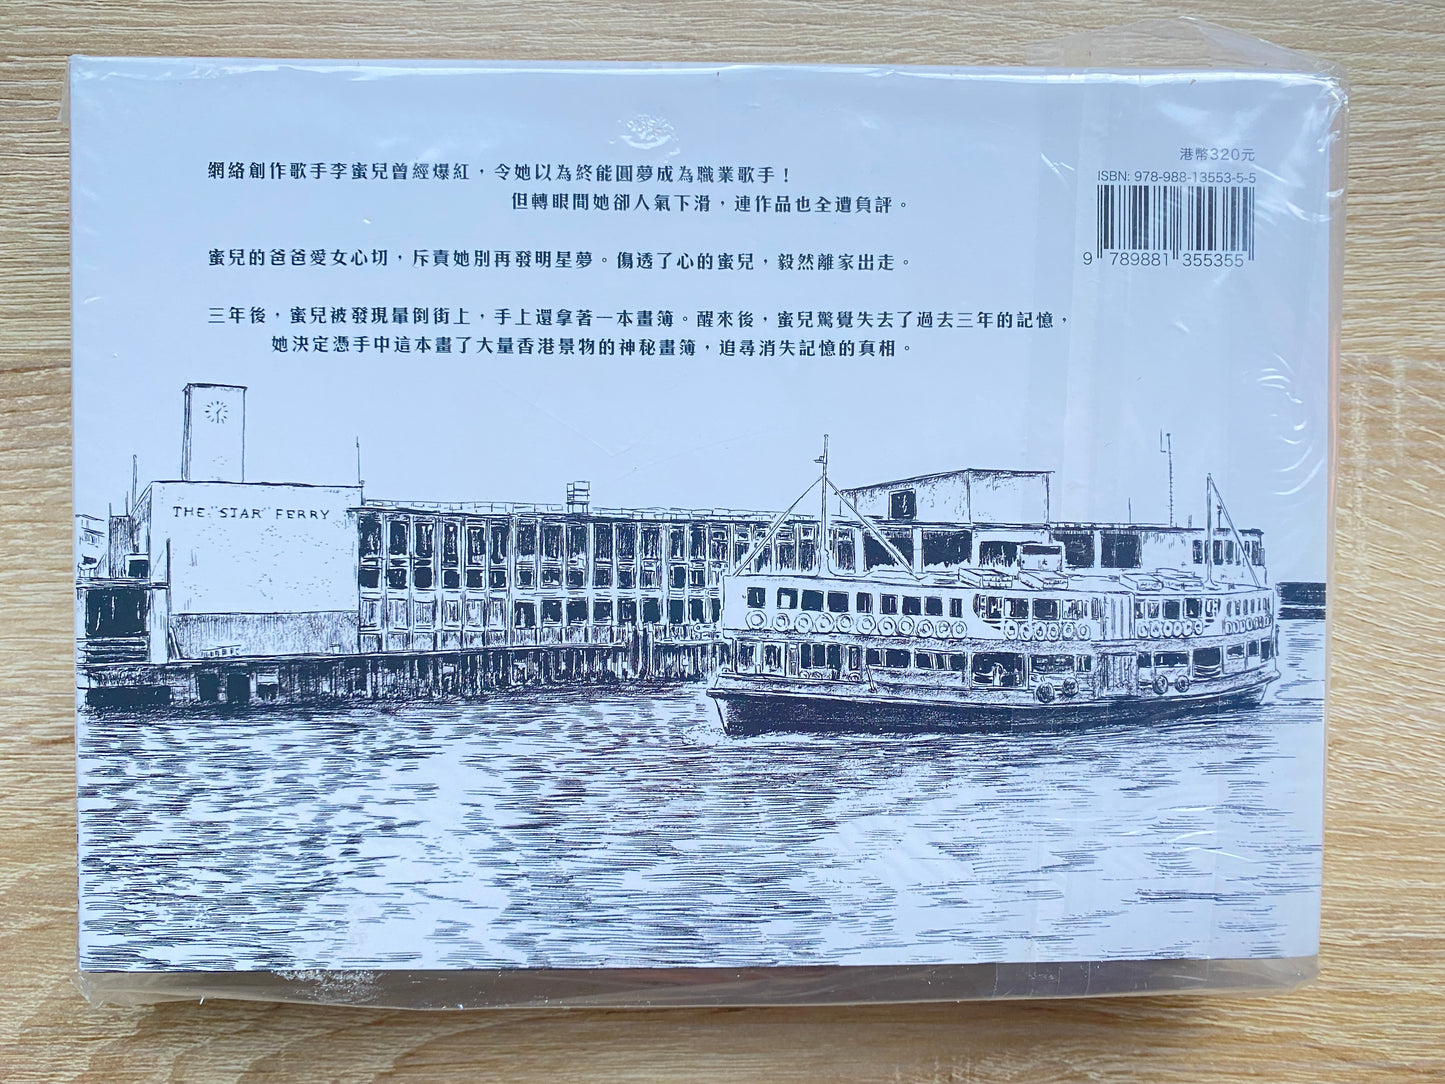 網絡創作歌手李蜜兒曾經爆紅，令她以為終能圓夢成為職業歌手！
但轉眼間她卻人氣下滑，連作品也全遭負評。
蜜兒的爸爸愛女心切，斥責她別再發明星夢。傷透了心的蜜兒，毅然離家出走。
三年後，蜜兒被發現暈倒街上，手上還拿著一本畫簿。醒來後，蜜兒驚覺失去了過去三年的記憶，
她決定憑手中這本畫了大量香港景物的神秘畫簿，追尋消失記憶的真相。
港幣320元
ISBN: 978-988-13553-5-5
9 789881 355355
THE "STAR" FERRY